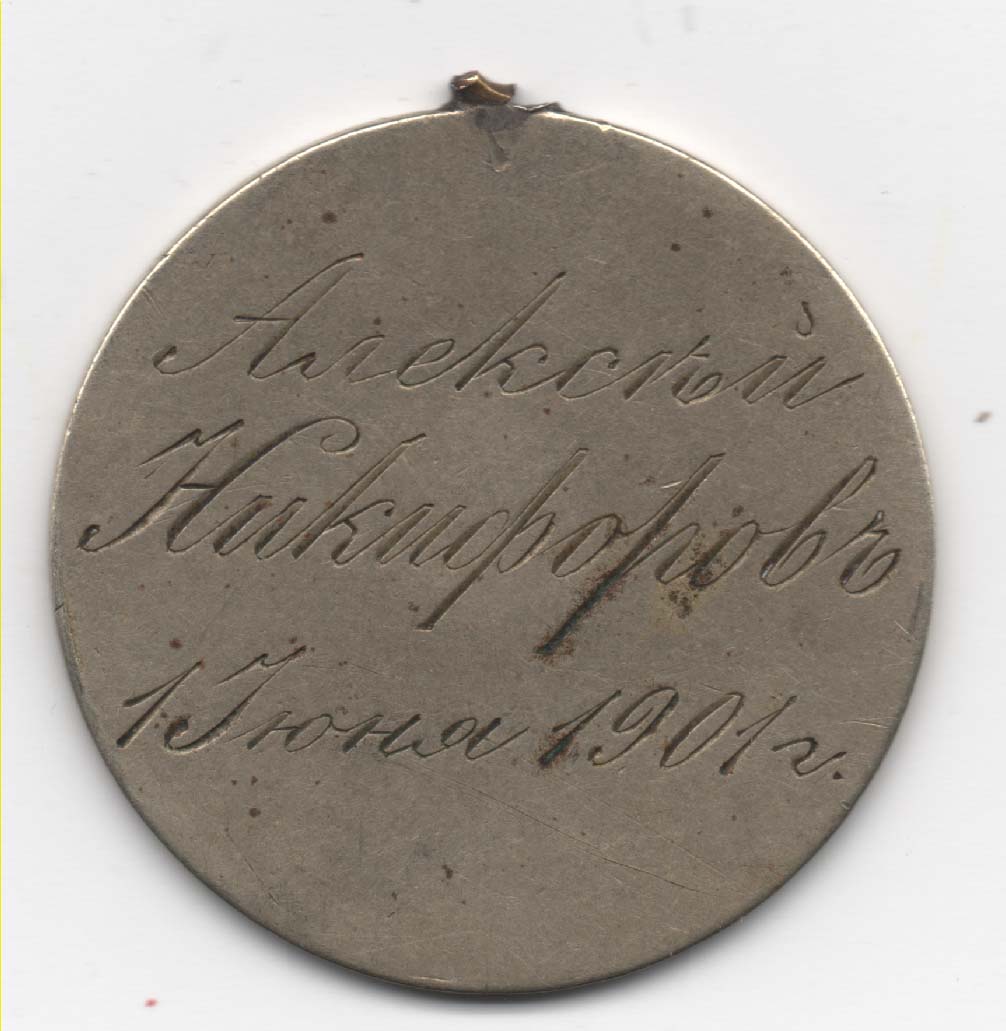 Алексѣй
Никифоровъ
1 Іюня 1901 г.